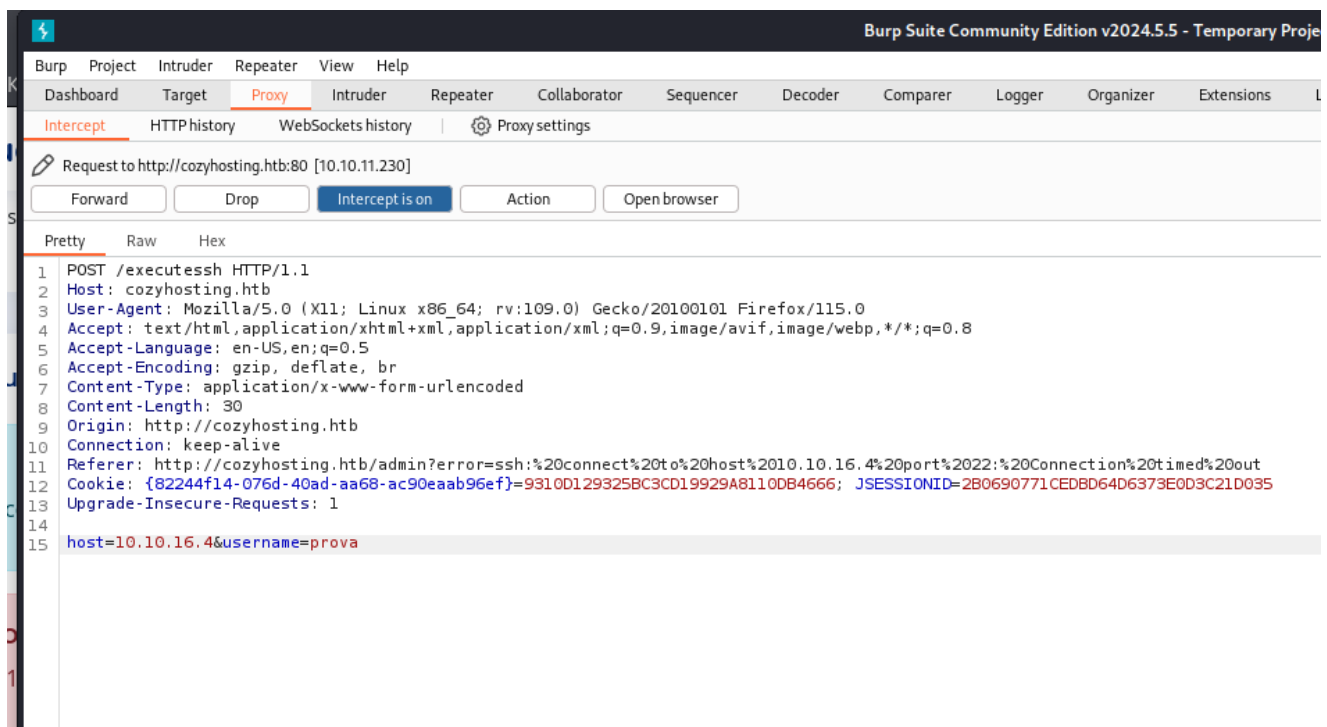 Burp Suite Community Edition v2024.5.5 - Temporary Proje
Burp Project Intruder Repeater View Help
Dashboard Target Proxy Intruder Repeater Collaborator Sequencer Decoder Comparer Logger Organizer Extensions
Intercept HTTP history WebSockets history Proxy settings
Request to http://cozyhosting.htb:80 [10.10.11.230]
Forward Drop Intercept is on Action Open browser
Pretty Raw Hex
1 POST /executessh HTTP/1.1
2 Host: cozyhosting.htb
3 User-Agent: Mozilla/5.0 (X11; Linux x86_64; rv:109.0) Gecko/20100101 Firefox/115.0
4 Accept: text/html,application/xhtml+xml,application/xml;q=0.9,image/avif,image/webp,*/*;q=0.8
5 Accept-Language: en-US,en;q=0.5
6 Accept-Encoding: gzip, deflate, br
7 Content-Type: application/x-www-form-urlencoded
8 Content-Length: 30
9 Origin: http://cozyhosting.htb
10 Connection: keep-alive
11 Referer: http://cozyhosting.htb/admin?error=ssh:%20connect%20to%20host%2010.10.16.4%20port%2022:%20Connection%20timed%20out
12 Cookie: {82244f14-076d-40ad-aa68-ac90eaab96ef}=9310D129325BC3CD19929A8110DB4666; JSESSIONID=2B0690771CEDBD64D6373E0D3C21D035
13 Upgrade-Insecure-Requests: 1
14
15 host=10.10.16.4&username=prova